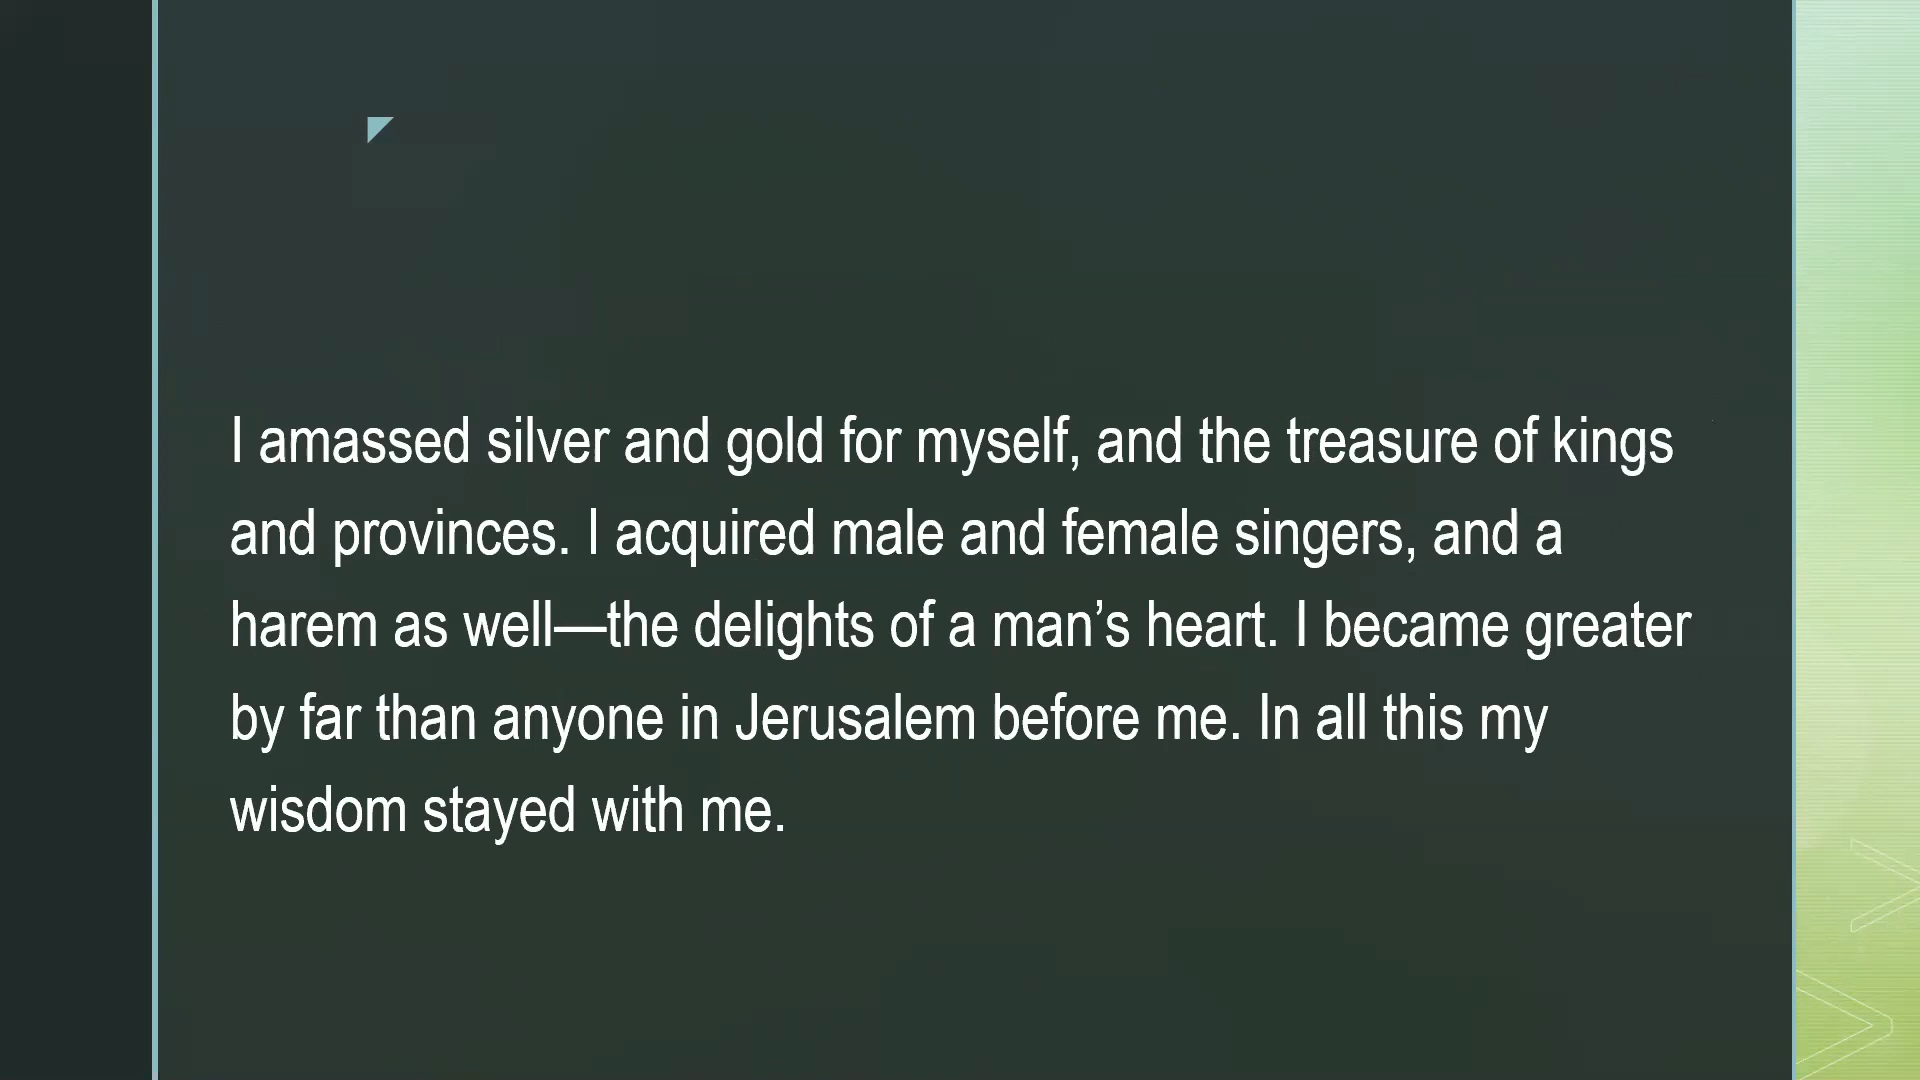 I amassed silver and gold for myself, and the treasure of kings
and provinces. I acquired male and female singers, and a
harem as well—the delights of a man’s heart. I became greater
by far than anyone in Jerusalem before me. In all this my
wisdom stayed with me.